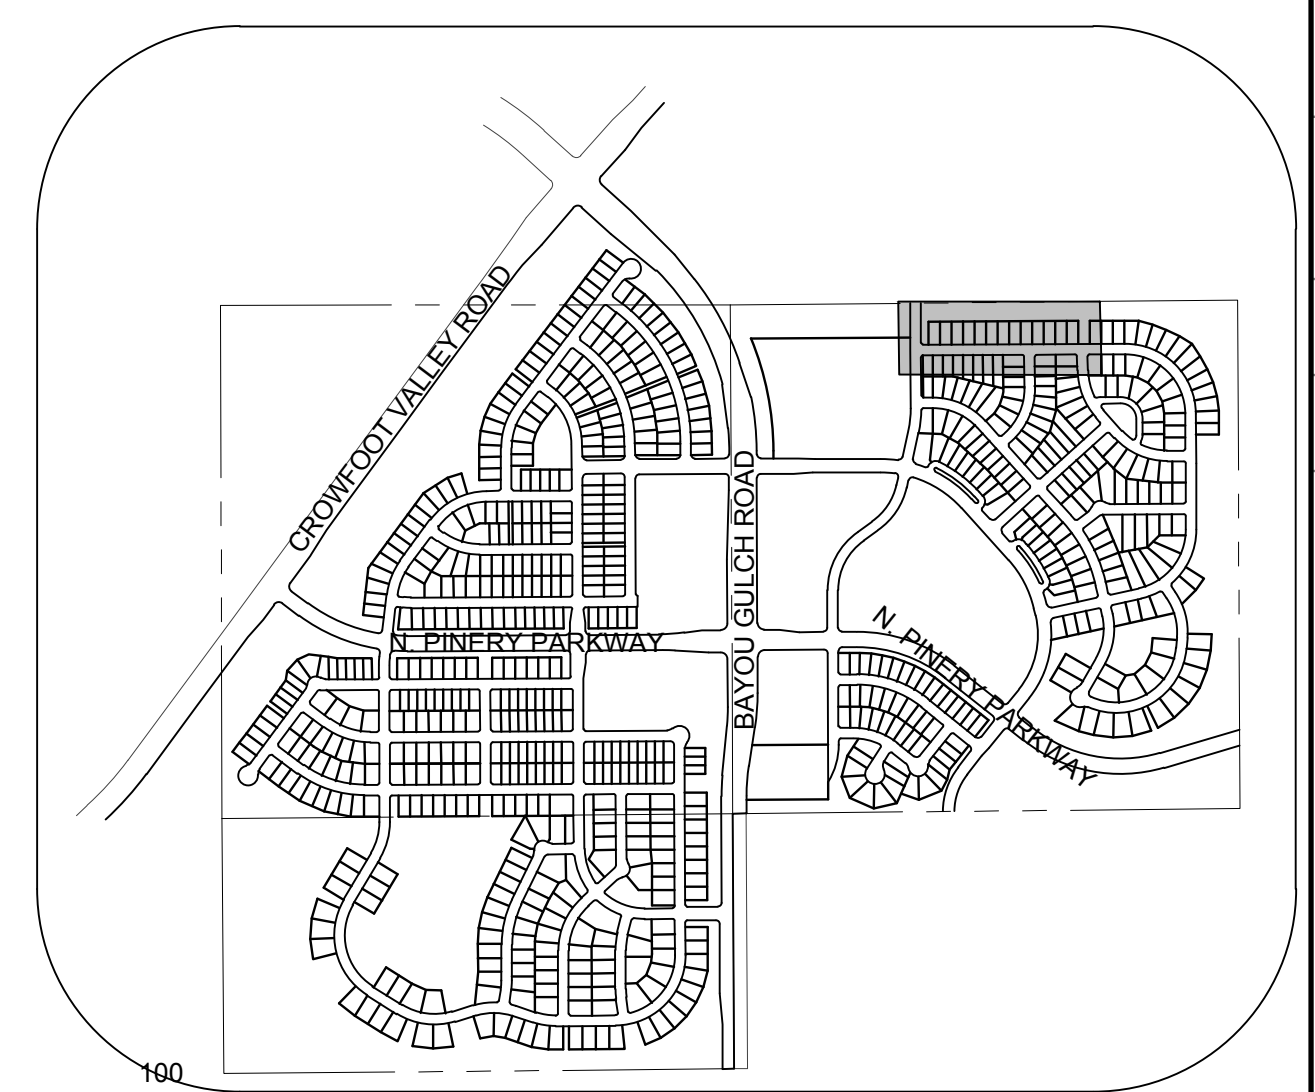 CROWFOOT VALLEY ROAD
BAYOU GULCH ROAD
N. PINERY PARKWAY
N. PINERY PARKWAY
100